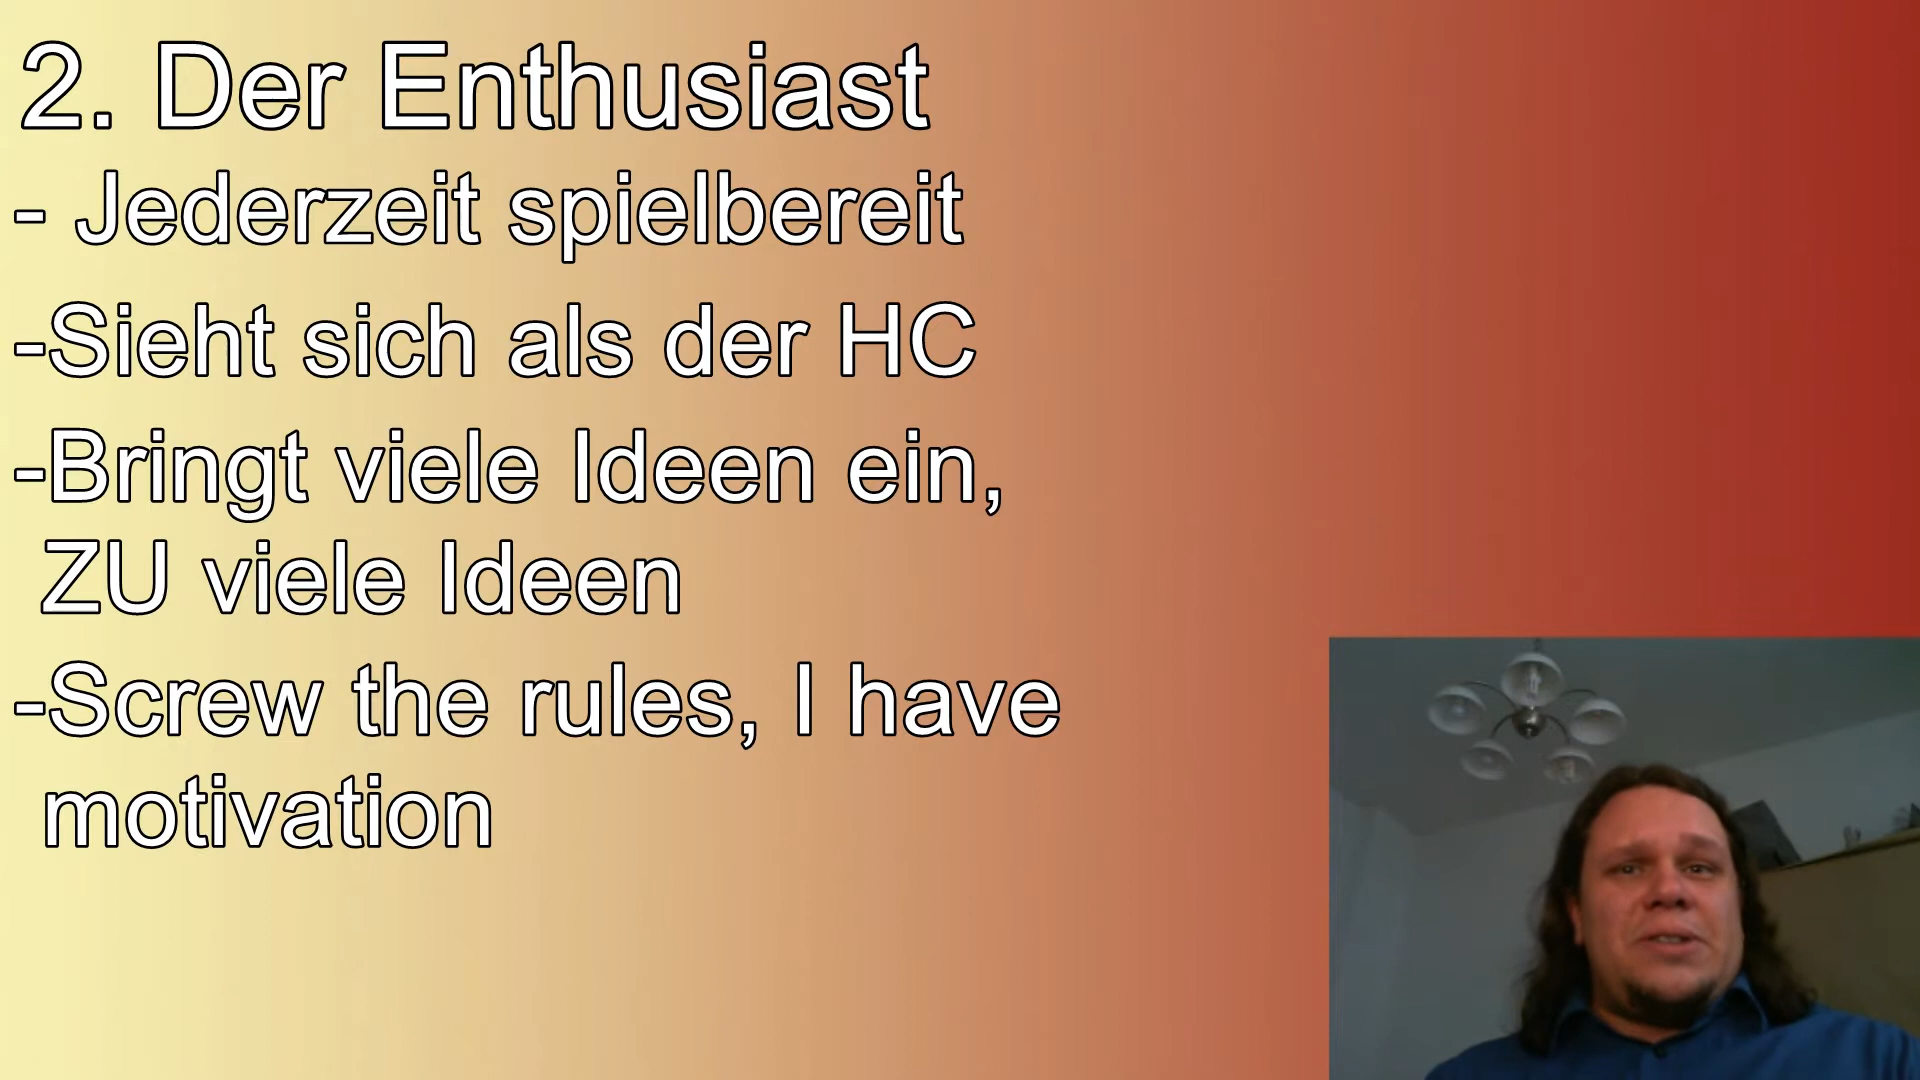 2. Der Enthusiast
- Jederzeit spielbereit
-Sieht sich als der HC
-Bringt viele Ideen ein,
ZU viele Ideen
-Screw the rules, I have
motivation